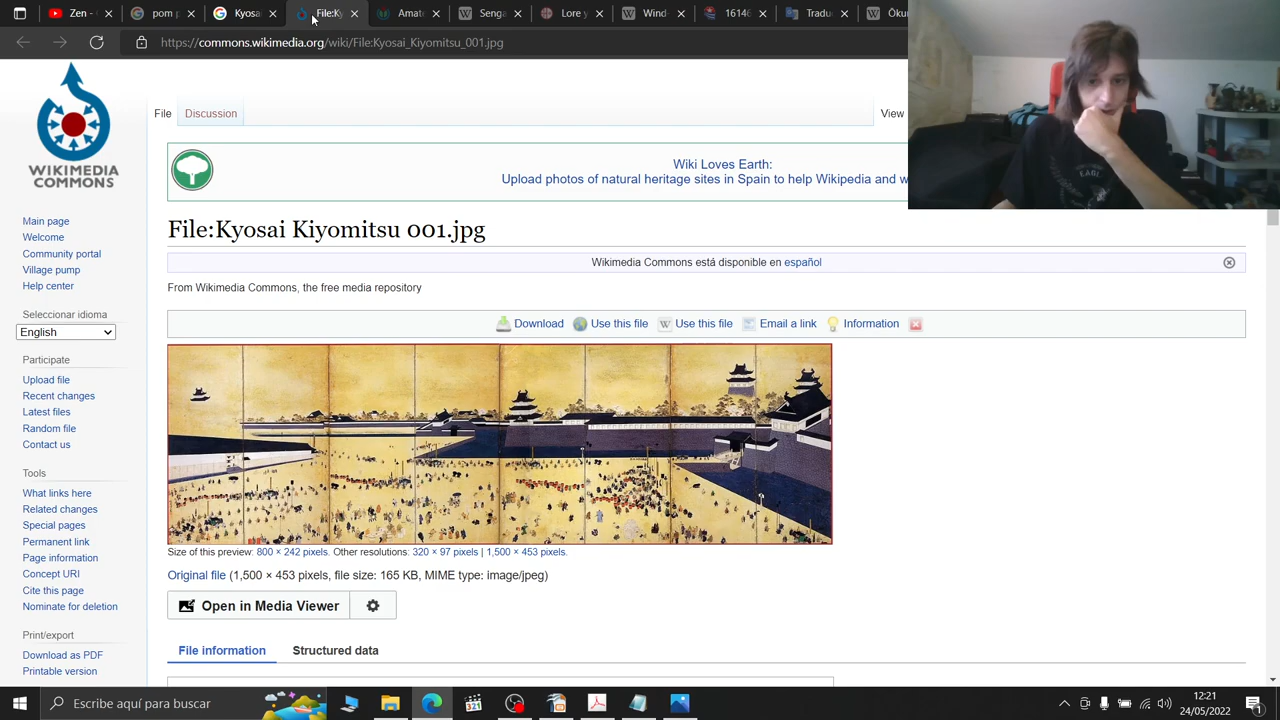 Zen -
pom -
Kyosai
File:Ky
Amate
Senga
Lore y
Wind
16146
Tradu
Ōku
https://commons.wikimedia.org/wiki/File:Kyosai_Kiyomitsu_001.jpg
WIKIMEDIA
COMMONS
File
Discussion
View
Wiki Loves Earth:
Upload photos of natural heritage sites in Spain to help Wikipedia and w
File:Kyosai Kiyomitsu 001.jpg
Wikimedia Commons está disponible en español
From Wikimedia Commons, the free media repository
Download
Use this file
Use this file
Email a link
Information
Size of this preview: 800 × 242 pixels. Other resolutions: 320 × 97 pixels | 1,500 × 453 pixels.
Original file (1,500 × 453 pixels, file size: 165 KB, MIME type: image/jpeg)
Open in Media Viewer
File information
Structured data
Main page
Welcome
Community portal
Village pump
Help center
Seleccionar idioma
English
Participate
Upload file
Recent changes
Latest files
Random file
Contact us
Tools
What links here
Related changes
Special pages
Permanent link
Page information
Concept URI
Cite this page
Nominate for deletion
Print/export
Download as PDF
Printable version
Escribe aquí para buscar
321
12:21
24/05/2022
1